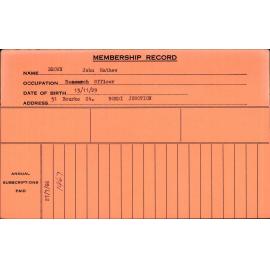 MEMBERSHIP RECORD
NAME BROWN John Mathew
OCCUPATION Research Officer
DATE OF BIRTH 13/11/29
ADDRESS 51 Bourke St. BONDI JUNCTION
ANNUAL
SUBSCRIPTIONS
PAID
1967